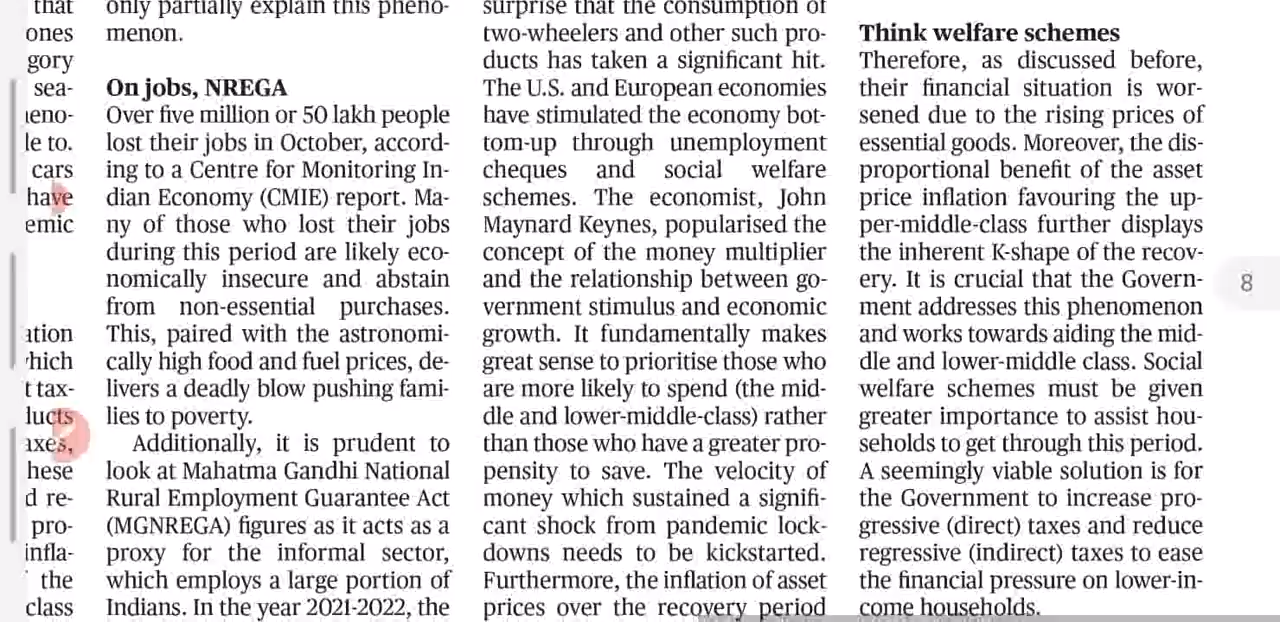 that
ones
gory
sea-
le to.
cars
have
emic
t tax-
axes,
hese
d re-
pro-
infla-
the
class
only partially explain this pheno-
menon.
On jobs, NREGA
Over five million or 50 lakh people
lost their jobs in October, accord-
ing to a Centre for Monitoring In-
dian Economy (CMIE) report. Ma-
ny of those who lost their jobs
during this period are likely eco-
nomically insecure and abstain
from non-essential purchases.
This, paired with the astronomi-
cally high food and fuel prices, de-
livers a deadly blow pushing fami-
lies to poverty.
Additionally, it is prudent to
look at Mahatma Gandhi National
Rural Employment Guarantee Act
(MGNREGA) figures as it acts as a
proxy for the informal sector,
which employs a large portion of
Indians. In the year 2021-2022, the
surprise that the consumption of
two-wheelers and other such pro-
ducts has taken a significant hit.
The U.S. and European economies
have stimulated the economy bot-
tom-up through unemployment
cheques and social welfare
schemes. The economist, John
Maynard Keynes, popularised the
concept of the money multiplier
and the relationship between go-
vernment stimulus and economic
growth. It fundamentally makes
great sense to prioritise those who
are more likely to spend (the mid-
dle and lower-middle-class) rather
than those who have a greater pro-
pensity to save. The velocity of
money which sustained a signifi-
cant shock from pandemic lock-
downs needs to be kickstarted.
Furthermore, the inflation of asset
prices over the recovery period
Think welfare schemes
Therefore, as discussed before,
their financial situation is wor-
sened due to the rising prices of
essential goods. Moreover, the dis-
proportional benefit of the asset
price inflation favouring the up-
per-middle-class further displays
the inherent K-shape of the recov-
ery. It is crucial that the Govern-
ment addresses this phenomenon
and works towards aiding the mid-
dle and lower-middle class. Social
welfare schemes must be given
greater importance to assist hou-
seholds to get through this period.
A seemingly viable solution is for
the Government to increase pro-
gressive (direct) taxes and reduce
regressive (indirect) taxes to ease
the financial pressure on lower-in-
come households.
8